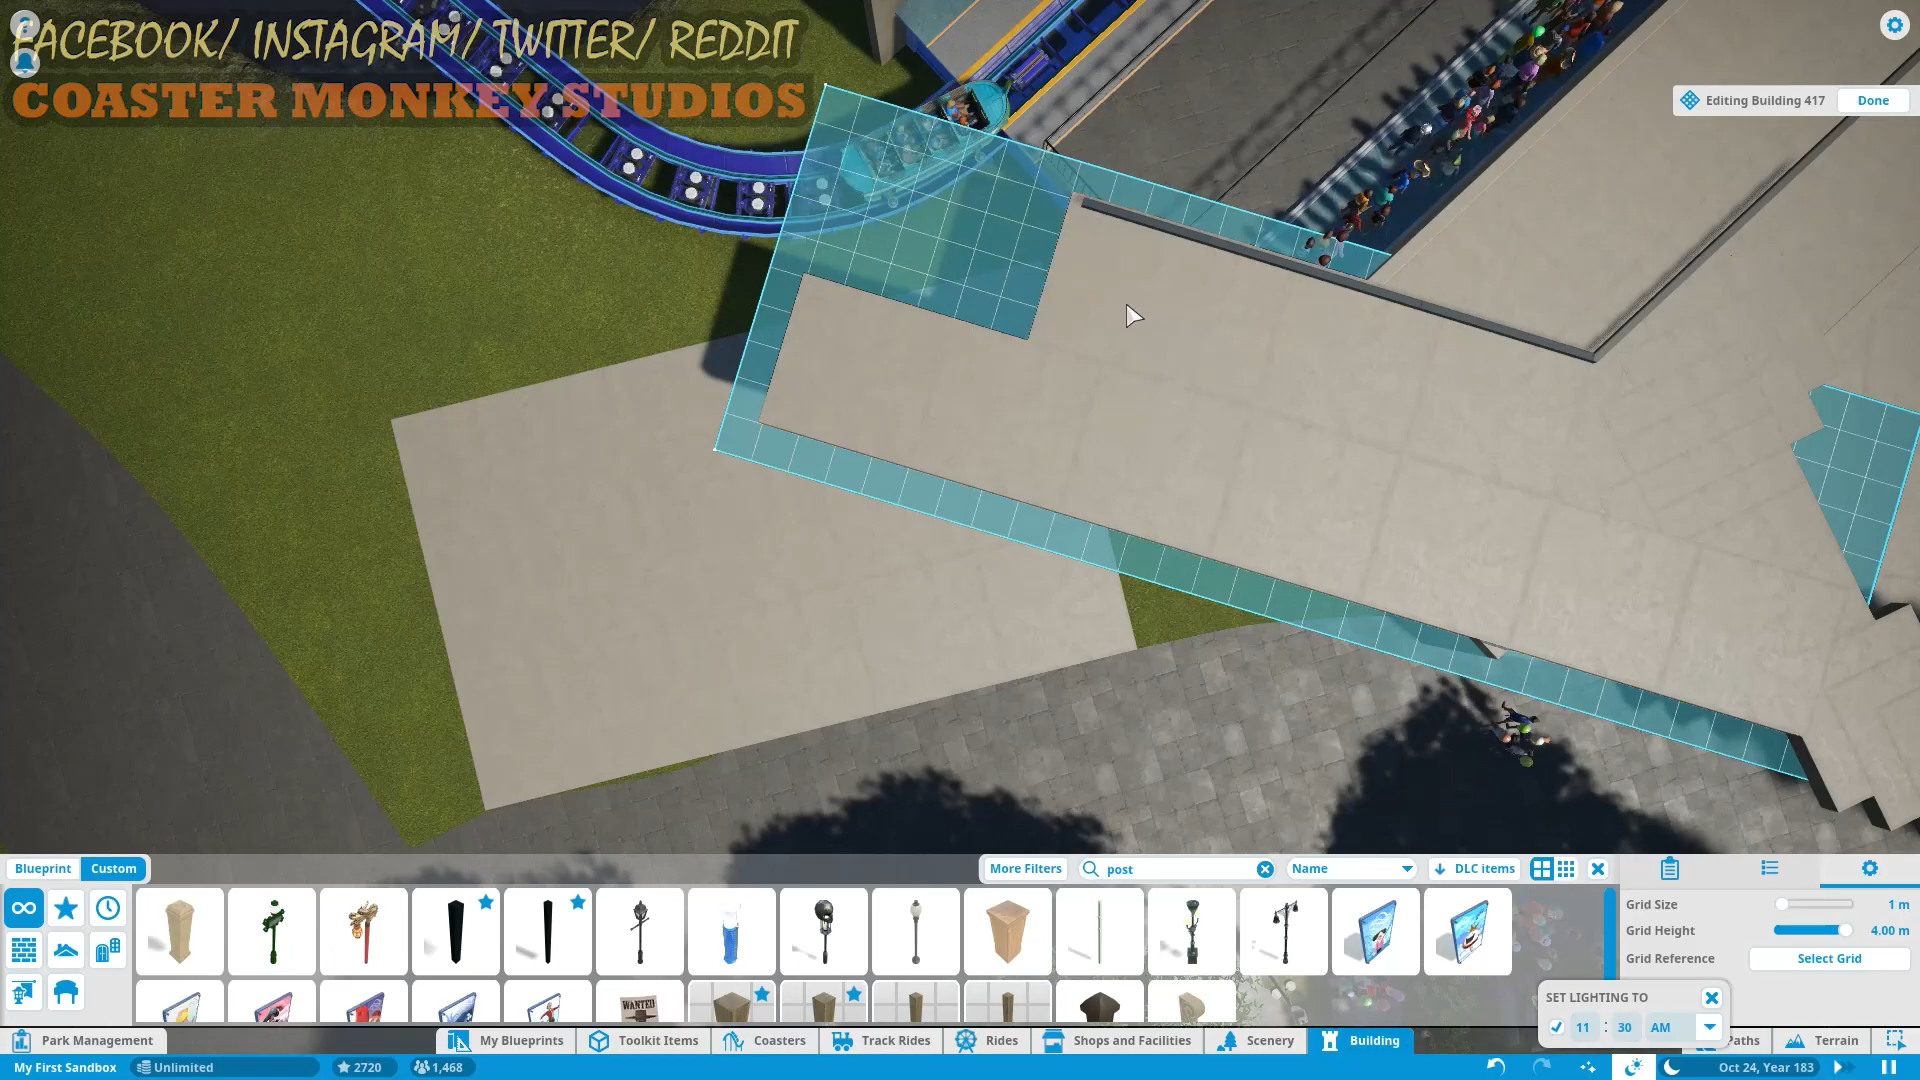 FACEBOOK/ INSTAGRAM/ TWITTER/ REDDIT
COASTER MONKEY STUDIOS
Editing Building 417
Done
Blueprint
Custom
More Filters
post
Name
DLC items
Grid Size
1 m
Grid Height
4.00 m
Grid Reference
Select Grid
WANTED
SET LIGHTING TO
11 : 30 AM
Park Management
My Blueprints
Toolkit Items
Coasters
Track Rides
Rides
Shops and Facilities
Scenery
Building
Paths
Terrain
My First Sandbox
Unlimited
2720
1,468
Oct 24, Year 183